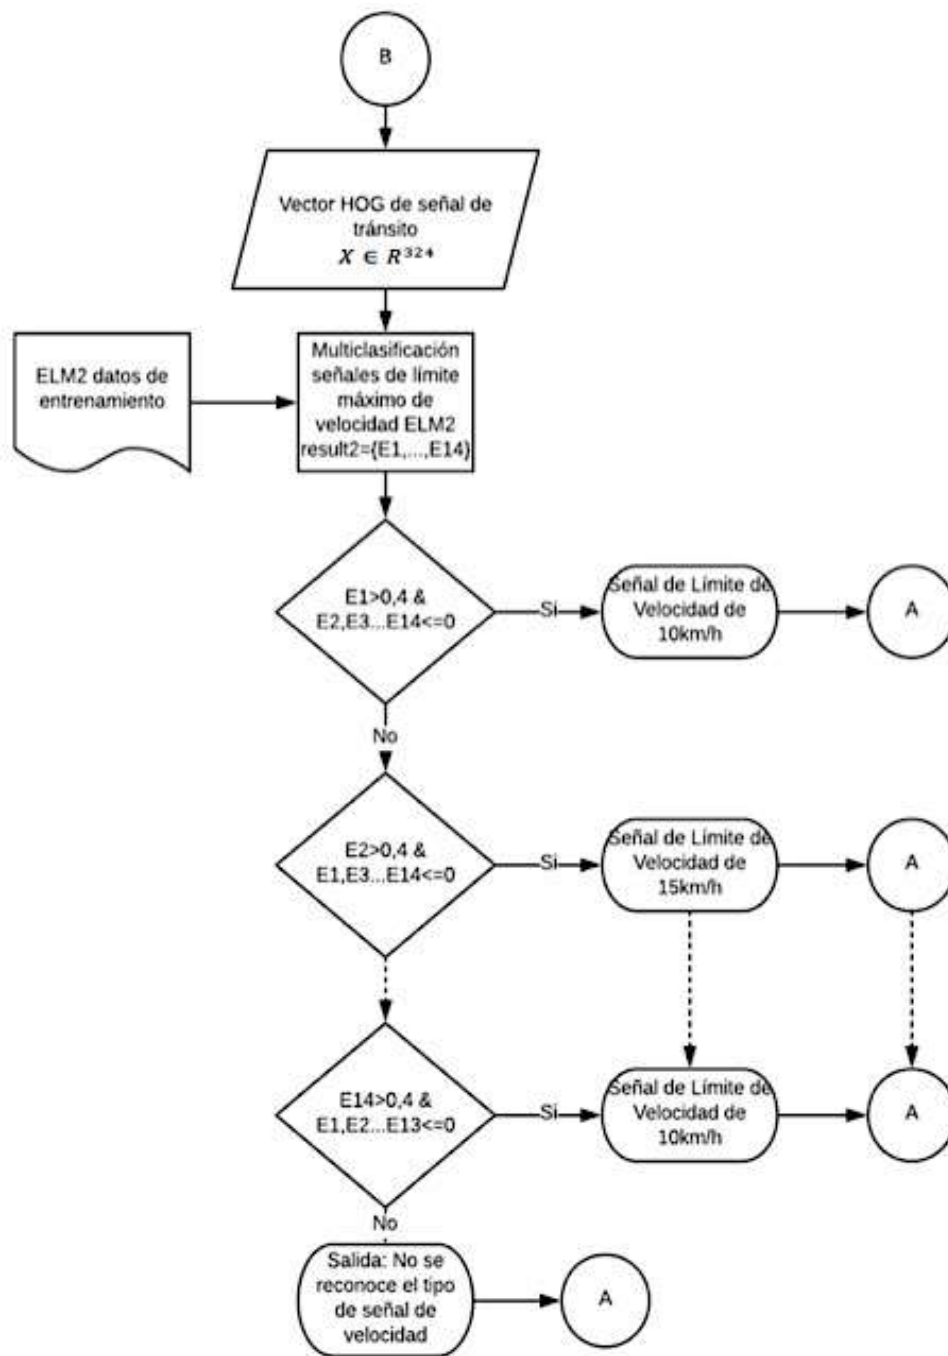 B
Vector HOG de señal de
tránsito
X ∈ R³²⁴
ELM2 datos de
entrenamiento
Multiclasificación
señales de límite
máximo de
velocidad ELM2
result2={E1,...,E14}
E1>0,4 &
E2,E3...E14<=0
Si
Señal de Límite de
Velocidad de
10km/h
A
No
E2>0,4 &
E1,E3...E14<=0
Si
Señal de Límite de
Velocidad de
15km/h
A
E14>0,4 &
E1,E2...E13<=0
Si
Señal de Límite de
Velocidad de
10km/h
A
No
Salida: No se
reconoce el tipo
de señal de
velocidad
A